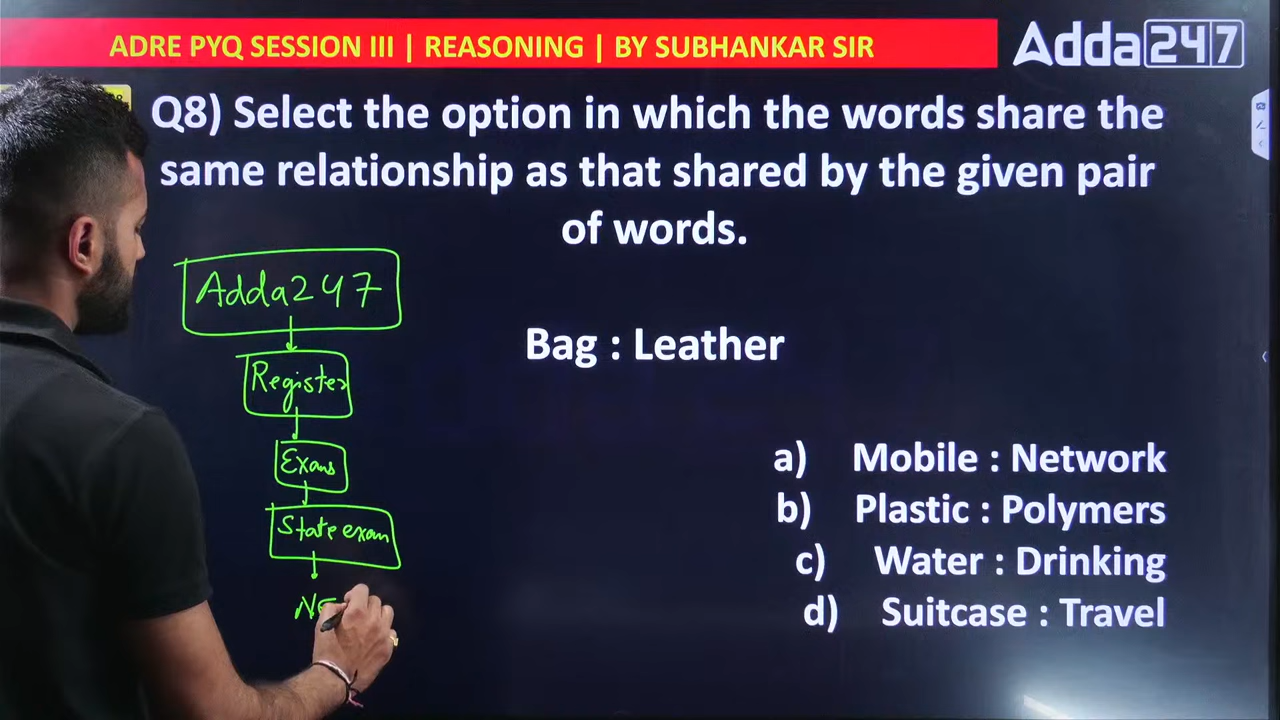 ADRE PYQ SESSION III | REASONING | BY SUBHANKAR SIR
Adda247
Q8) Select the option in which the words share the
same relationship as that shared by the given pair
of words.
Adda247
Register
Exams
State exam
NE
Bag : Leather
a) Mobile : Network
b) Plastic : Polymers
c) Water : Drinking
d) Suitcase : Travel